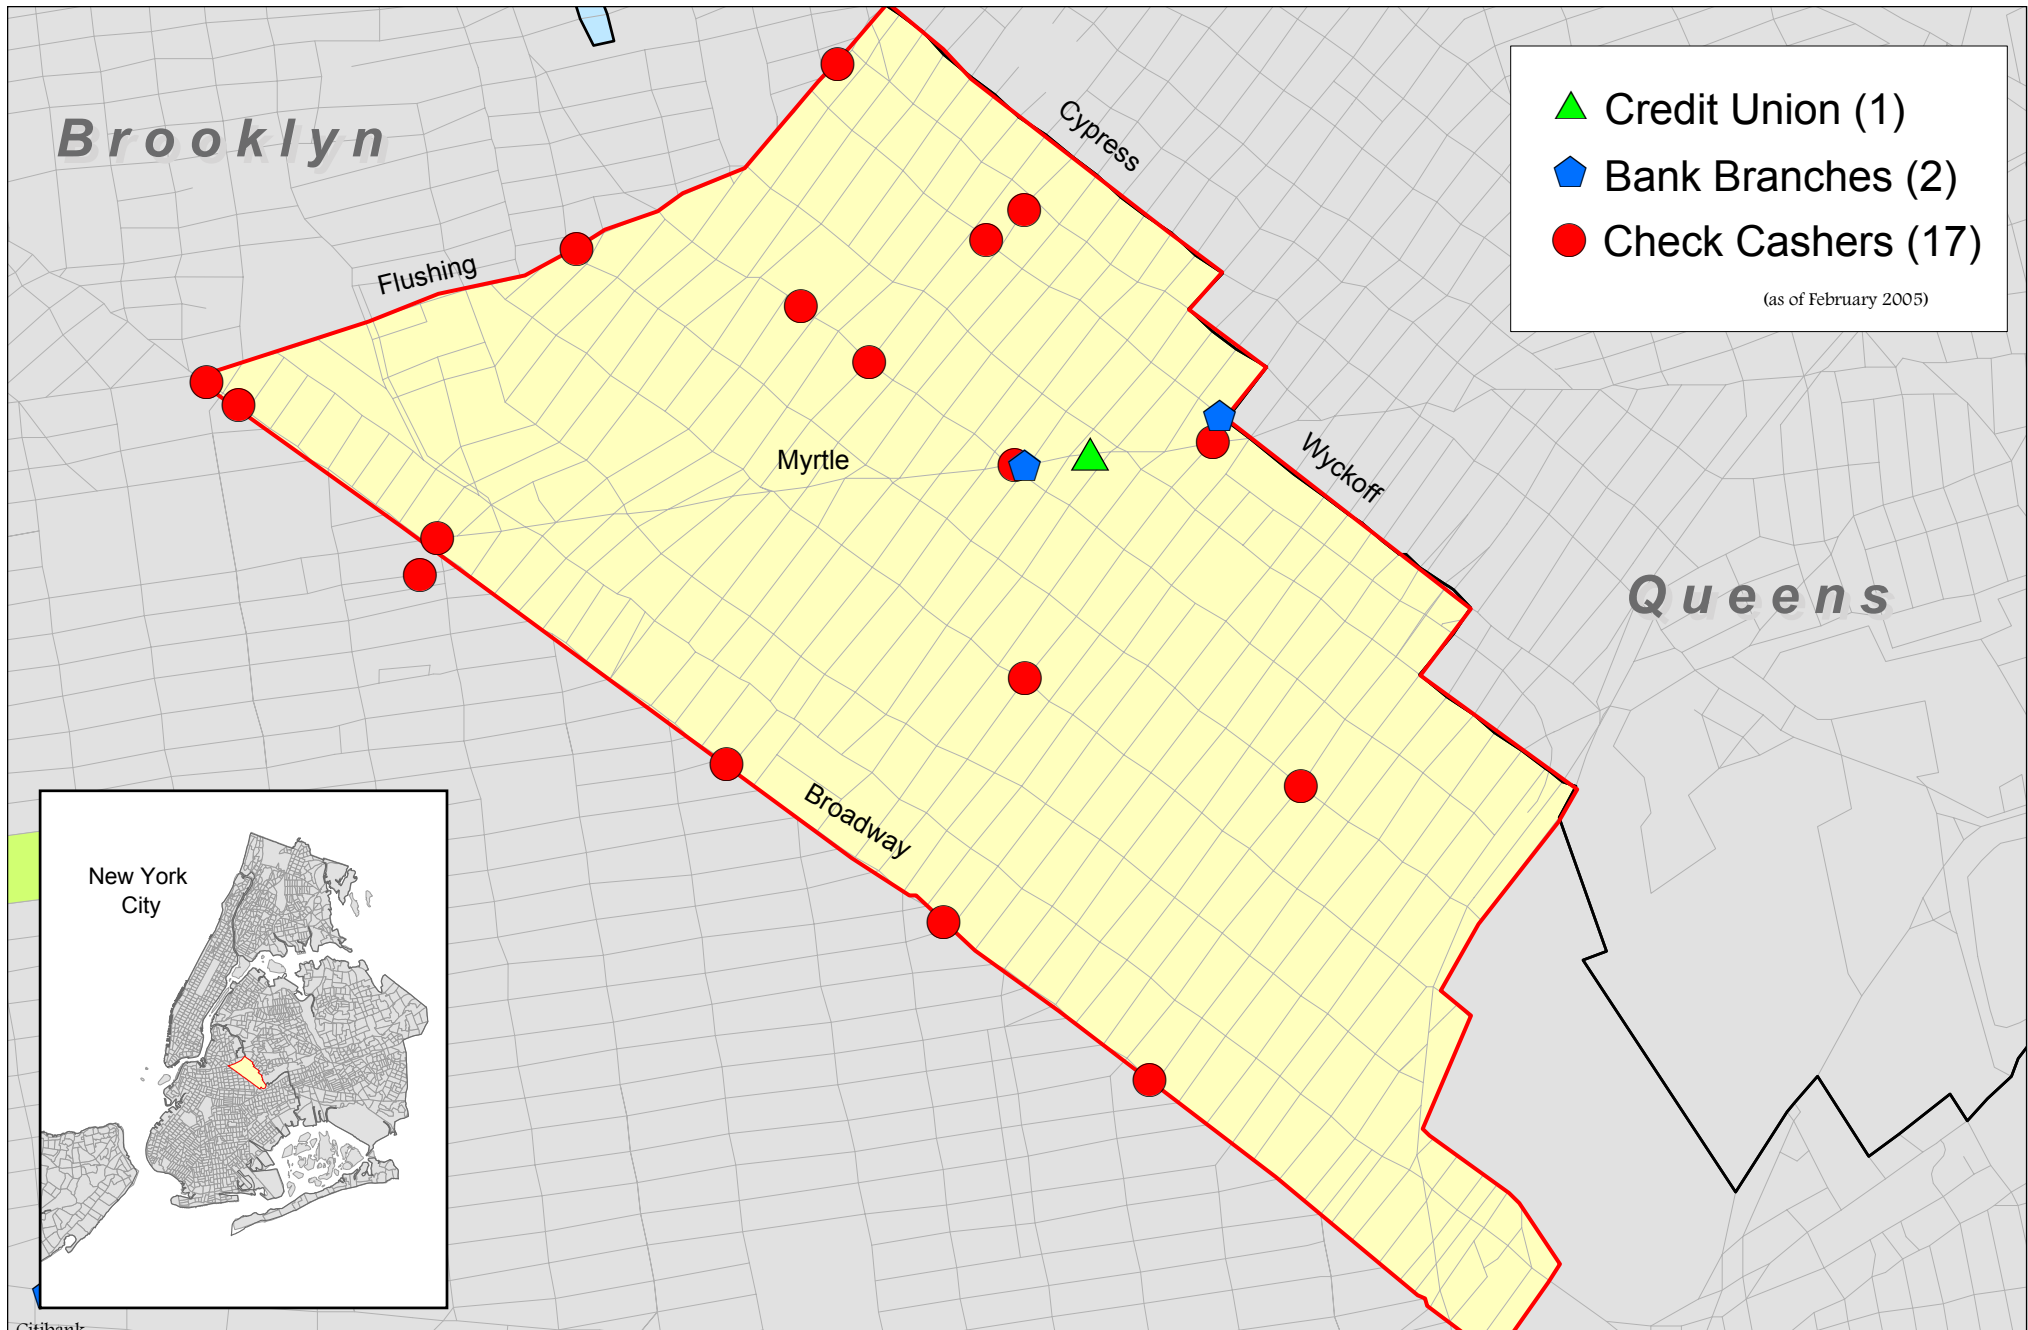 Brooklyn
Cypress
Credit Union (1)
Bank Branches (2)
Check Cashers (17)
(as of February 2005)
Flushing
Myrtle
Wyckoff
Queens
Broadway
New York
City
Citibank